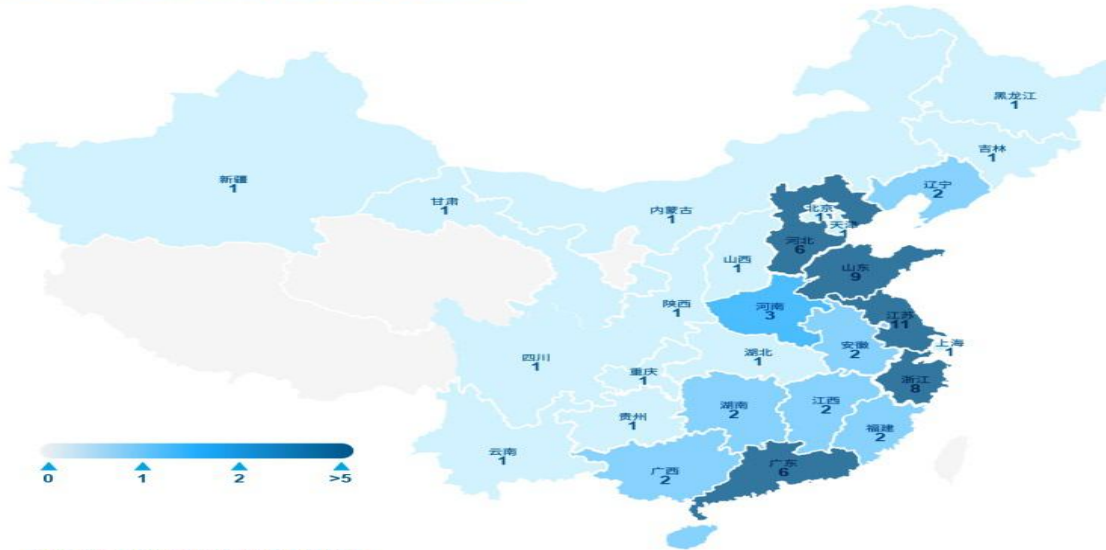 黑龙江
1
吉林
1
辽宁
2
新疆
1
甘肃
1
内蒙古
1
北京
1
天津
1
河北
6
山西
1
山东
9
陕西
1
河南
3
江苏
11
安徽
2
上海
1
四川
1
重庆
1
湖北
1
浙江
8
湖南
2
江西
2
贵州
1
福建
2
云南
1
广西
2
广东
6
0
1
2
>5